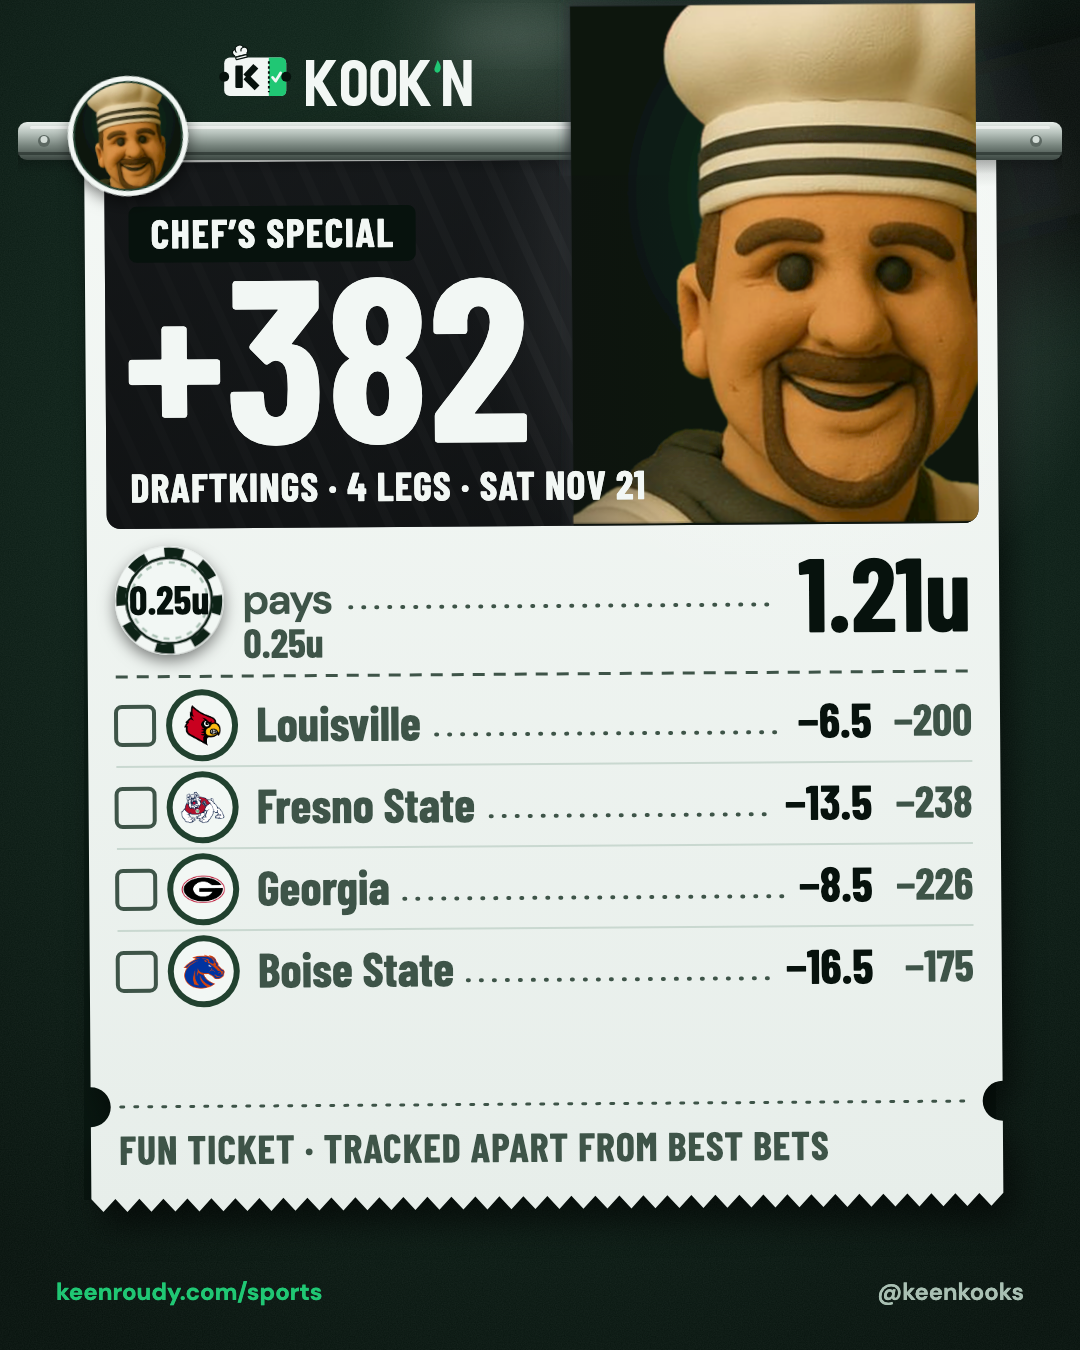 K KOOK'N
CHEF'S SPECIAL
+382
DRAFTKINGS · 4 LEGS · SAT NOV 21
0.25u pays 1.21u
0.25u
Louisville −6.5 −200
Fresno State −13.5 −238
G Georgia −8.5 −226
Boise State −16.5 −175
FUN TICKET · TRACKED APART FROM BEST BETS
keenroudy.com/sports @keenkooks